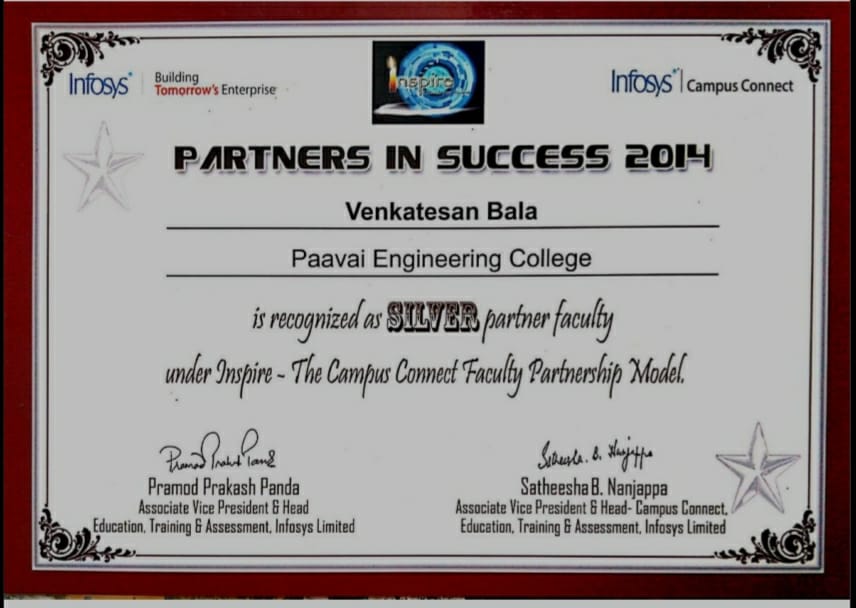 Infosys | Building
Tomorrow's Enterprise
Inspire
Infosys | Campus Connect
PARTNERS IN SUCCESS 2014
Venkatesan Bala
Paavai Engineering College
is recognized as SILVER partner faculty
under Inspire - The Campus Connect Faculty Partnership Model.
Pramod Prakash Panda
Associate Vice President & Head
Education, Training & Assessment, Infosys Limited
Satheesha B. Nanjappa
Satheesha B. Nanjappa
Associate Vice President & Head- Campus Connect,
Education, Training & Assessment, Infosys Limited